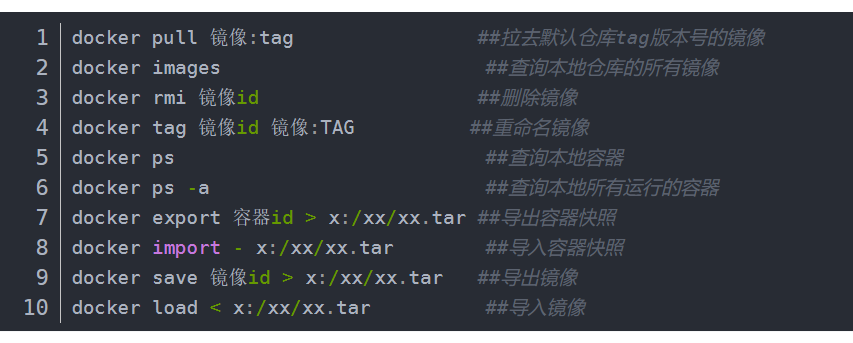 1 docker pull 镜像:tag ##拉去默认仓库tag版本号的镜像
2 docker images ##查询本地仓库的所有镜像
3 docker rmi 镜像id ##删除镜像
4 docker tag 镜像id 镜像:TAG ##重命名镜像
5 docker ps ##查询本地容器
6 docker ps -a ##查询本地所有运行的容器
7 docker export 容器id > x:/xx/xx.tar ##导出容器快照
8 docker import - x:/xx/xx.tar ##导入容器快照
9 docker save 镜像id > x:/xx/xx.tar ##导出镜像
10 docker load < x:/xx/xx.tar ##导入镜像